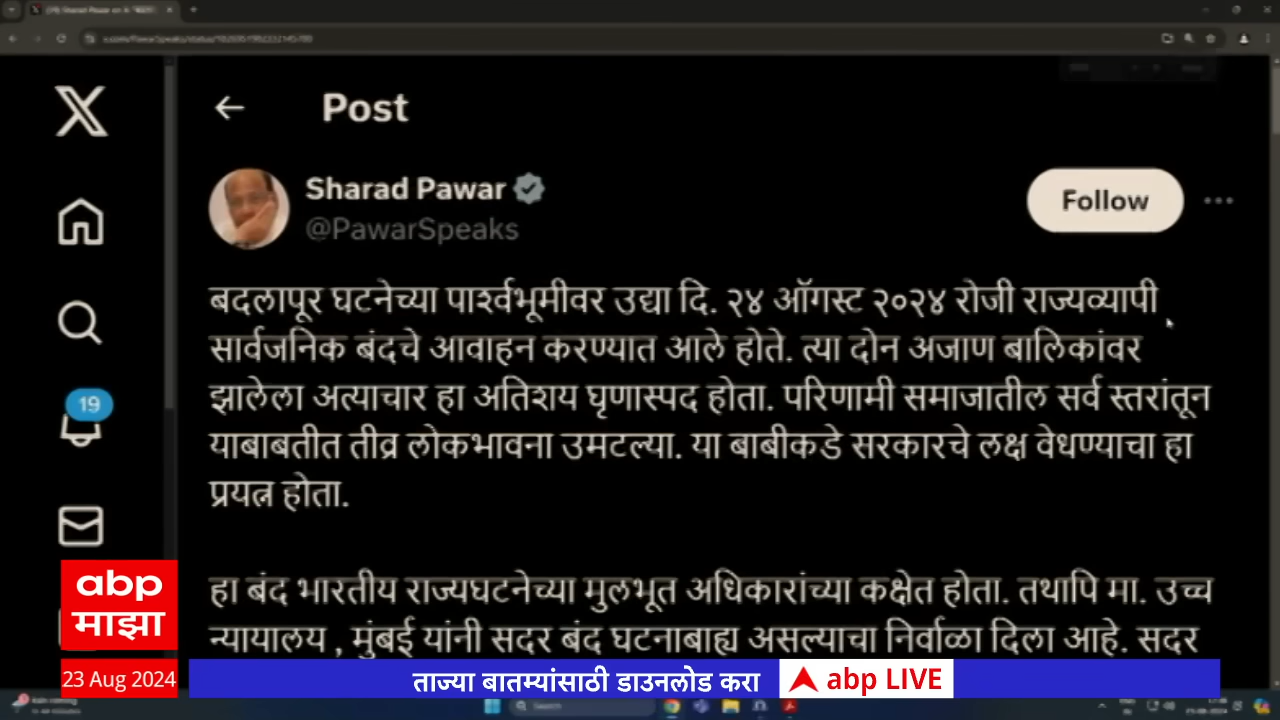 Post
Sharad Pawar
@PawarSpeaks
Follow
बदलापूर घटनेच्या पार्श्वभूमीवर उद्या दि. २४ ऑगस्ट २०२४ रोजी राज्यव्यापी
सार्वजनिक बंदचे आवाहन करण्यात आले होते. त्या दोन अजाण बालिकांवर
झालेला अत्याचार हा अतिशय घृणास्पद होता. परिणामी समाजातील सर्व स्तरांतून
याबाबतीत तीव्र लोकभावना उमटल्या. या बाबीकडे सरकारचे लक्ष वेधण्याचा हा
प्रयत्न होता.
हा बंद भारतीय राज्यघटनेच्या मुलभूत अधिकारांच्या कक्षेत होता. तथापि मा. उच्च
न्यायालय , मुंबई यांनी सदर बंद घटनाबाह्य असल्याचा निर्वाळा दिला आहे. सदर
19
abp
माझा
23 Aug 2024
ताज्या बातम्यांसाठी डाउनलोड करा
abp LIVE
Search